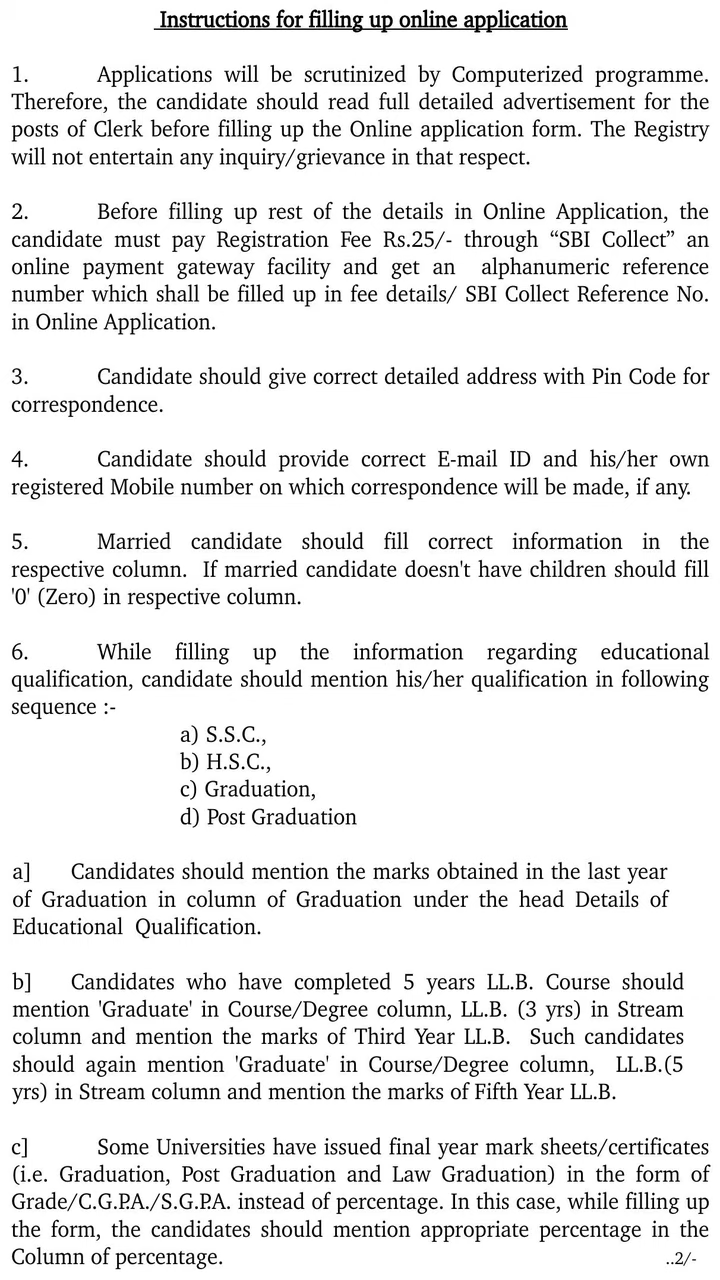 Instructions for filling up online application
1. Applications will be scrutinized by Computerized programme.
Therefore, the candidate should read full detailed advertisement for the
posts of Clerk before filling up the Online application form. The Registry
will not entertain any inquiry/grievance in that respect.
2. Before filling up rest of the details in Online Application, the
candidate must pay Registration Fee Rs.25/- through “SBI Collect” an
online payment gateway facility and get an alphanumeric reference
number which shall be filled up in fee details/ SBI Collect Reference No.
in Online Application.
3. Candidate should give correct detailed address with Pin Code for
correspondence.
4. Candidate should provide correct E-mail ID and his/her own
registered Mobile number on which correspondence will be made, if any.
5. Married candidate should fill correct information in the
respective column. If married candidate doesn't have children should fill
'0' (Zero) in respective column.
6. While filling up the information regarding educational
qualification, candidate should mention his/her qualification in following
sequence :-
a) S.S.C.,
b) H.S.C.,
c) Graduation,
d) Post Graduation
a] Candidates should mention the marks obtained in the last year
of Graduation in column of Graduation under the head Details of
Educational Qualification.
b] Candidates who have completed 5 years LL.B. Course should
mention 'Graduate' in Course/Degree column, LL.B. (3 yrs) in Stream
column and mention the marks of Third Year LL.B. Such candidates
should again mention 'Graduate' in Course/Degree column, LL.B.(5
yrs) in Stream column and mention the marks of Fifth Year LL.B.
c] Some Universities have issued final year mark sheets/certificates
(i.e. Graduation, Post Graduation and Law Graduation) in the form of
Grade/C.G.P.A./S.G.P.A. instead of percentage. In this case, while filling up
the form, the candidates should mention appropriate percentage in the
Column of percentage.
..2/-